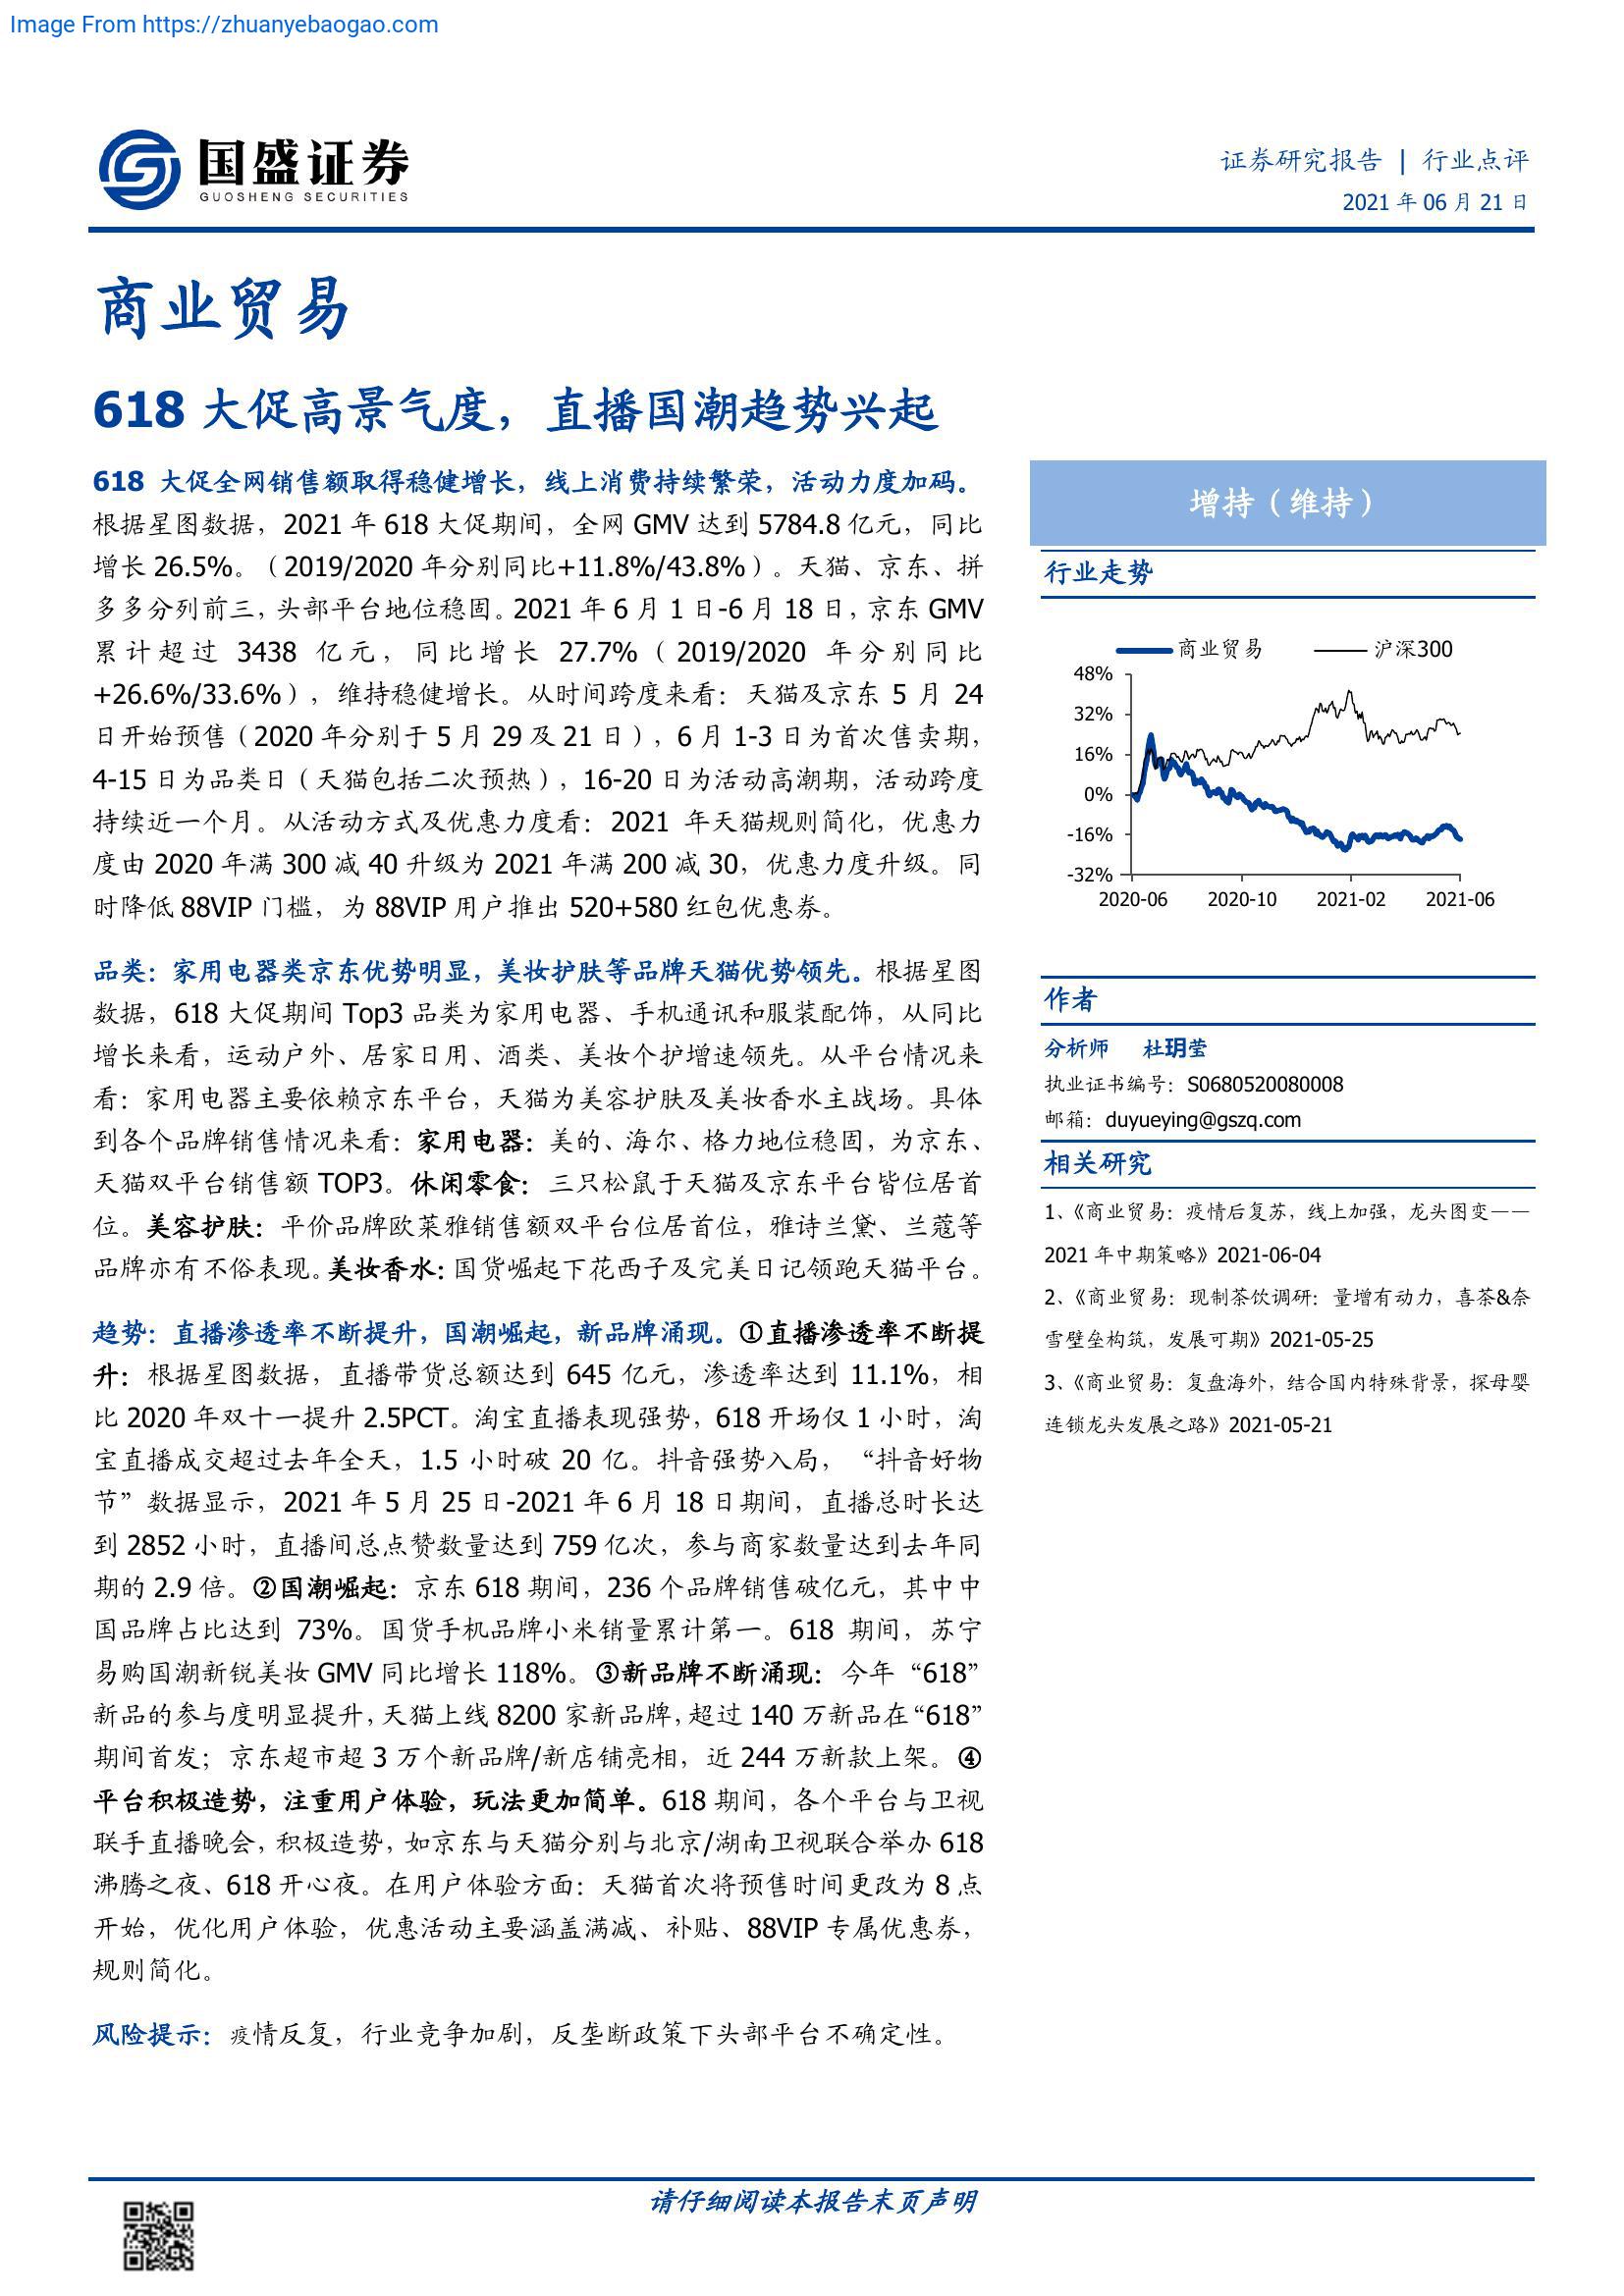 Image From https://zhuanyebaogao.com
国盛证券
GUOSHENG SECURITIES
证券研究报告 | 行业点评
2021 年 06 月 21 日
商业贸易
618 大促高景气度，直播国潮趋势兴起
618 大促全网销售额取得稳健增长，线上消费持续繁荣，活动力度加码。
根据星图数据，2021 年 618 大促期间，全网 GMV 达到 5784.8 亿元，同比
增长 26.5%。（2019/2020 年分别同比+11.8%/43.8%）。天猫、京东、拼
多多分列前三，头部平台地位稳固。2021 年 6 月 1 日-6 月 18 日，京东 GMV
累计超过 3438 亿元，同比增长 27.7%（2019/2020 年分别同比
+26.6%/33.6%），维持稳健增长。从时间跨度来看：天猫及京东 5 月 24
日开始预售（2020 年分别于 5 月 29 及 21 日），6 月 1-3 日为首次售卖期，
4-15 日为品类日（天猫包括二次预热），16-20 日为活动高潮期，活动跨度
持续近一个月。从活动方式及优惠力度看：2021 年天猫规则简化，优惠力
度由 2020 年满 300 减 40 升级为 2021 年满 200 减 30，优惠力度升级。同
时降低 88VIP 门槛，为 88VIP 用户推出 520+580 红包优惠券。
品类：家用电器类京东优势明显，美妆护肤等品牌天猫优势领先。根据星图
数据，618 大促期间 Top3 品类为家用电器、手机通讯和服装配饰，从同比
增长来看，运动户外、居家日用、酒类、美妆个护增速领先。从平台情况来
看：家用电器主要依赖京东平台，天猫为美容护肤及美妆香水主战场。具体
到各个品牌销售情况来看：家用电器：美的、海尔、格力地位稳固，为京东、
天猫双平台销售额 TOP3。休闲零食：三只松鼠于天猫及京东平台皆位居首
位。美容护肤：平价品牌欧莱雅销售额双平台位居首位，雅诗兰黛、兰蔻等
品牌亦有不俗表现。美妆香水：国货崛起下花西子及完美日记领跑天猫平台。
趋势：直播渗透率不断提升，国潮崛起，新品牌涌现。①直播渗透率不断提
升：根据星图数据，直播带货总额达到 645 亿元，渗透率达到 11.1%，相
比 2020 年双十一提升 2.5PCT。淘宝直播表现强势，618 开场仅 1 小时，淘
宝直播成交超过去年全天，1.5 小时破 20 亿。抖音强势入局，“抖音好物
节”数据显示，2021 年 5 月 25 日-2021 年 6 月 18 日期间，直播总时长达
到 2852 小时，直播间总点赞数量达到 759 亿次，参与商家数量达到去年同
期的 2.9 倍。②国潮崛起：京东 618 期间，236 个品牌销售破亿元，其中中
国品牌占比达到 73%。国货手机品牌小米销量累计第一。618 期间，苏宁
易购国潮新锐美妆 GMV 同比增长 118%。③新品牌不断涌现：今年“618”
新品的参与度明显提升，天猫上线 8200 家新品牌，超过 140 万新品在“618”
期间首发；京东超市超 3 万个新品牌/新店铺亮相，近 244 万新款上架。④
平台积极造势，注重用户体验，玩法更加简单。618 期间，各个平台与卫视
联手直播晚会，积极造势，如京东与天猫分别与北京/湖南卫视联合举办 618
沸腾之夜、618 开心夜。在用户体验方面：天猫首次将预售时间更改为 8 点
开始，优化用户体验，优惠活动主要涵盖满减、补贴、88VIP 专属优惠券，
规则简化。
风险提示：疫情反复，行业竞争加剧，反垄断政策下头部平台不确定性。
增持（维持）
行业走势
商业贸易 沪深300
48%
32%
16%
0%
-16%
-32%
2020-06 2020-10 2021-02 2021-06
作者
分析师 杜玥莹
执业证书编号：S0680520080008
邮箱：duyueying@gszq.com
相关研究
1、《商业贸易：疫情后复苏，线上加强，龙头图变——
2021 年中期策略》2021-06-04
2、《商业贸易：现制茶饮调研：量增有动力，喜茶&奈
雪壁垒构筑，发展可期》2021-05-25
3、《商业贸易：复盘海外，结合国内特殊背景，探母婴
连锁龙头发展之路》2021-05-21
请仔细阅读本报告末页声明